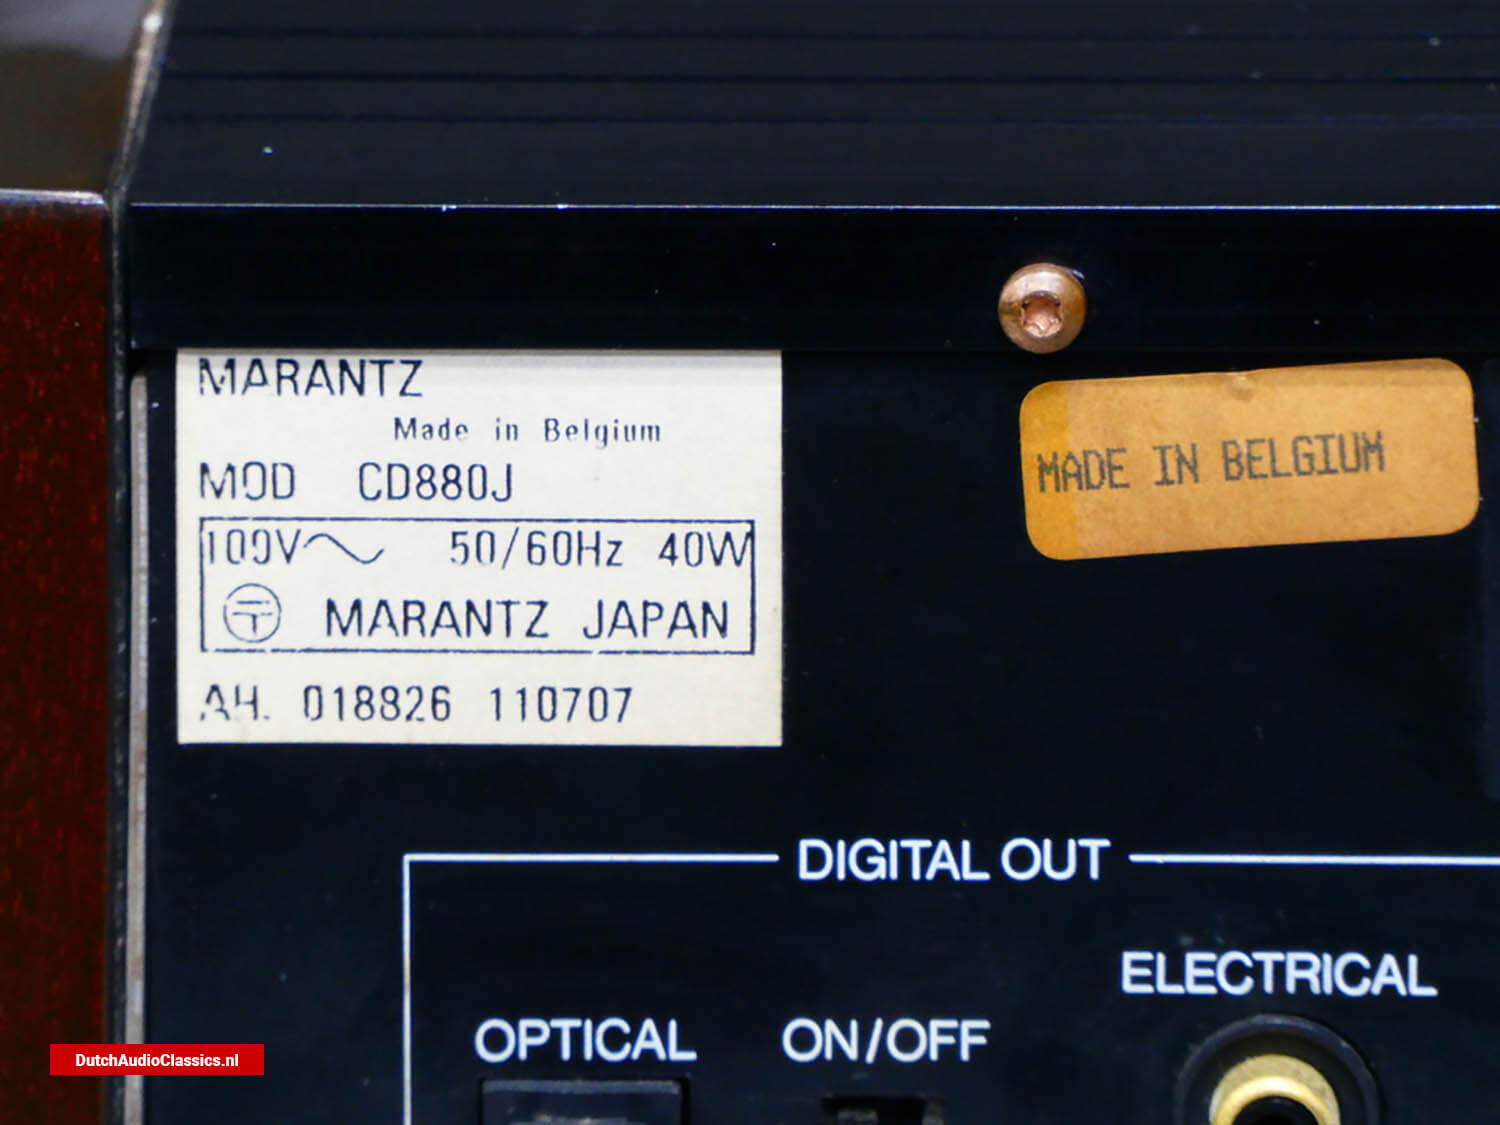 MARANTZ
Made in Belgium
MOD CD880J
100V 50/60Hz 40W
MARANTZ JAPAN
AH. 018826 110707
MADE IN BELGIUM
DIGITAL OUT
ELECTRICAL
OPTICAL ON/OFF
DutchAudioClassics.nl